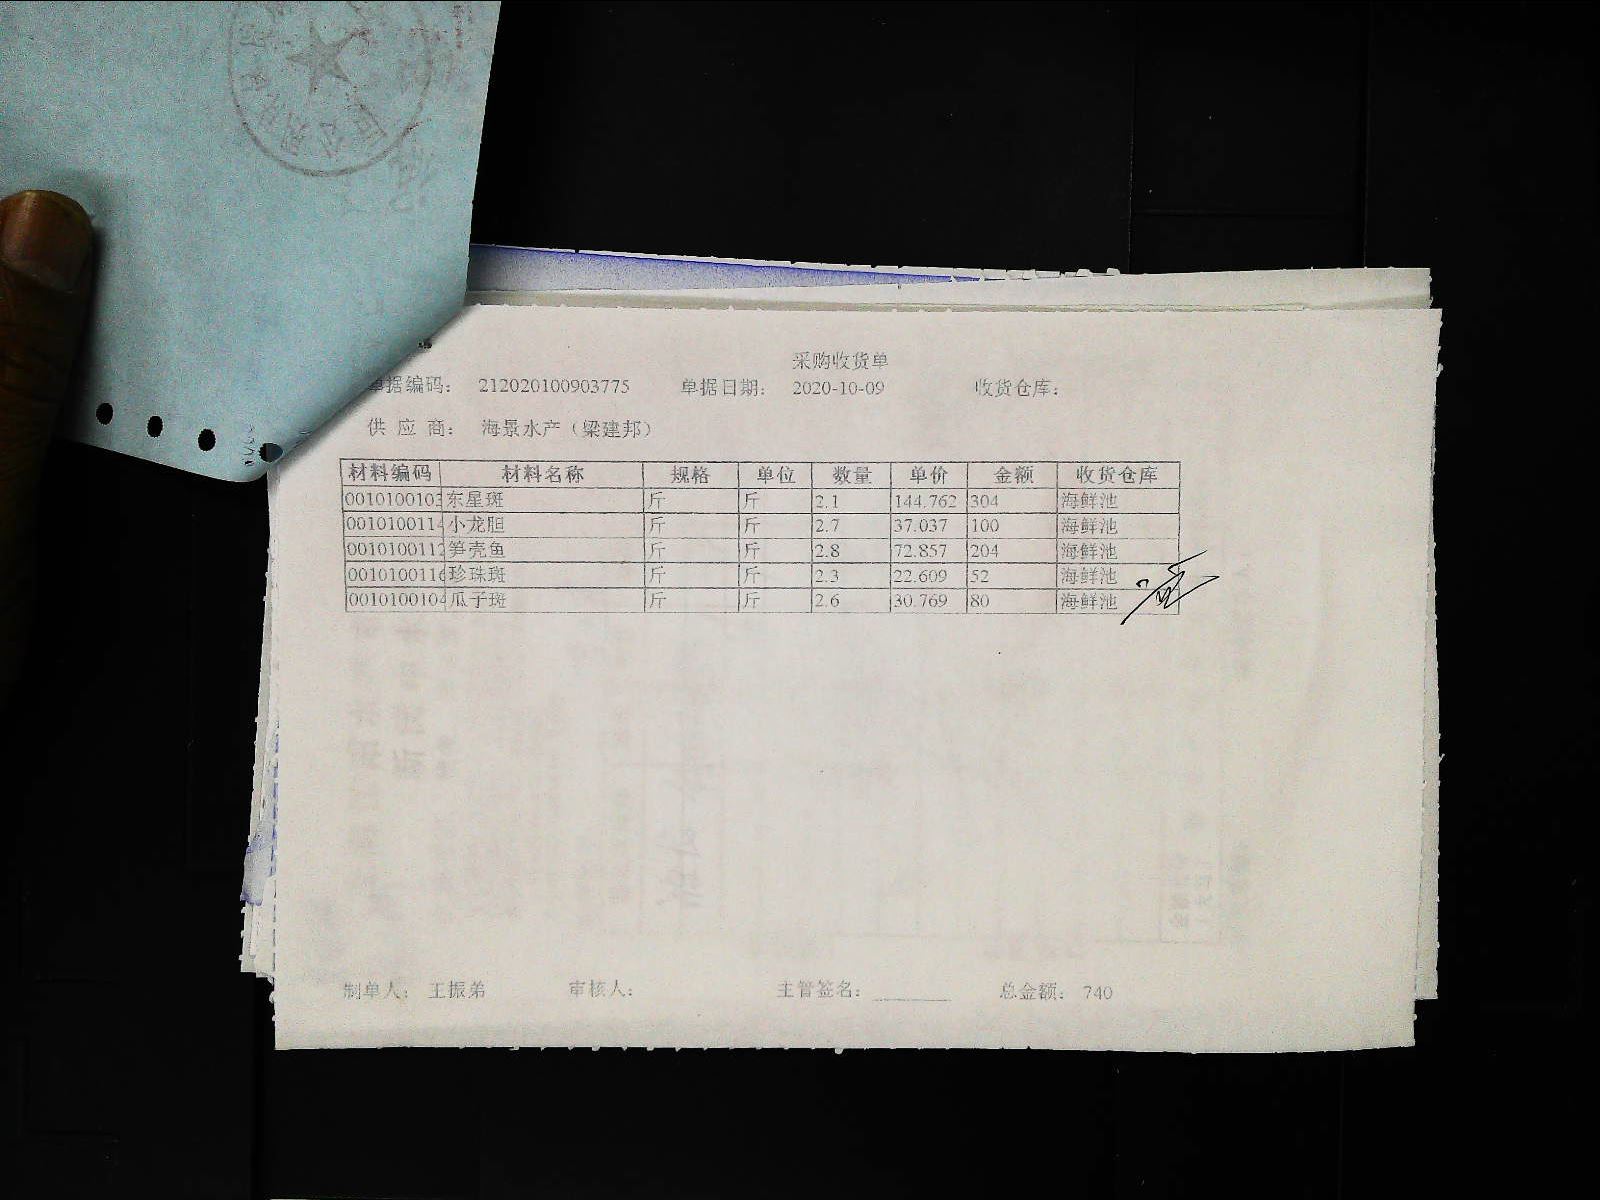 采购收货单
单据编码： 212020100903775 单据日期： 2020-10-09 收货仓库：
供 应 商： 海景水产（梁建邦）
材料编码 材料名称 规格 单位 数量 单价 金额 收货仓库
0010100103 东星斑 斤 斤 2.1 144.762 304 海鲜池
0010100114 小龙胆 斤 斤 2.7 37.037 100 海鲜池
0010100112 笋壳鱼 斤 斤 2.8 72.857 204 海鲜池
0010100116 珍珠斑 斤 斤 2.3 22.609 52 海鲜池
0010100104 瓜子斑 斤 斤 2.6 30.769 80 海鲜池
制单人： 王振弟 审核人： 主管签名： 总金额： 740